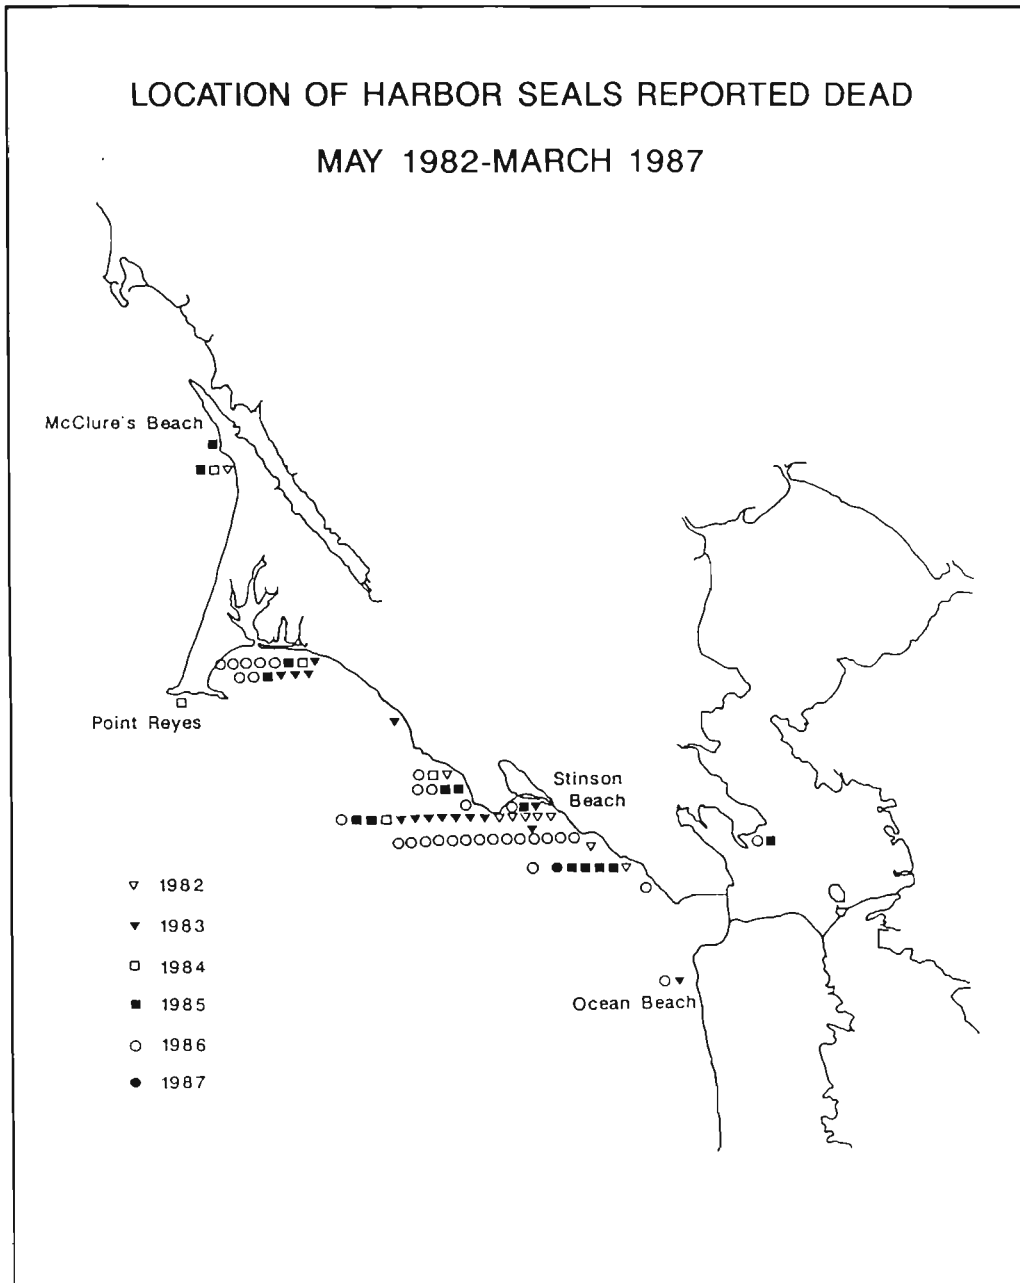 LOCATION OF HARBOR SEALS REPORTED DEAD
MAY 1982-MARCH 1987
McClure's Beach
Point Reyes
Stinson
Beach
1982
1983
1984
1985
1986
1987
Ocean Beach